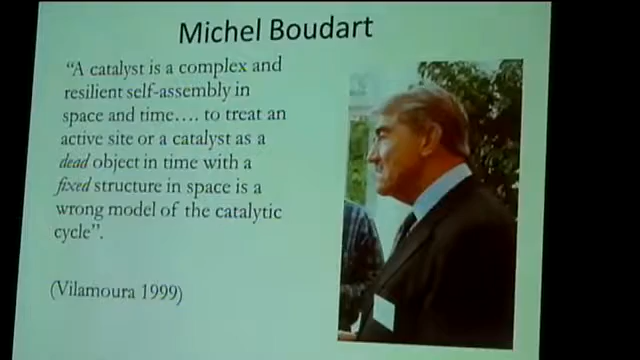 Michel Boudart
“A catalyst is a complex and
resilient self-assembly in
space and time…. to treat an
active site or a catalyst as a
dead object in time with a
fixed structure in space is a
wrong model of the catalytic
cycle”.
(Vilamoura 1999)